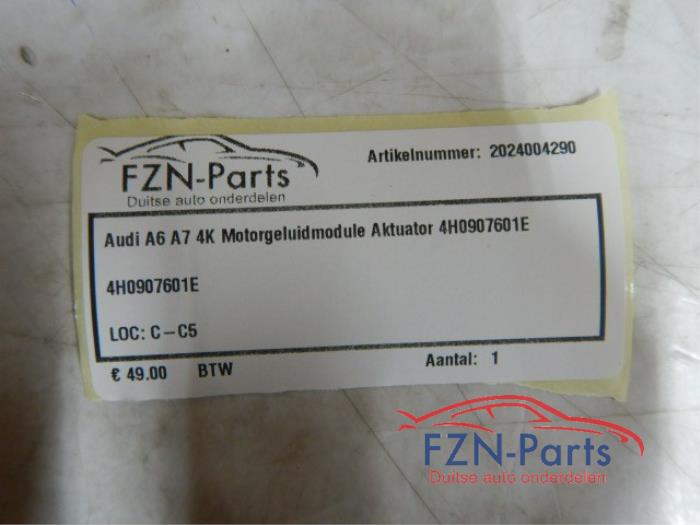 FZN-Parts
Duitse auto onderdelen
Artikelnummer: 2024004290
Audi A6 A7 4K Motorgeluidmodule Aktuator 4H0907601E
4H0907601E
LOC: C-C5
€ 49.00 BTW Aantal: 1
FZN-Parts
Duitse auto onderdelen